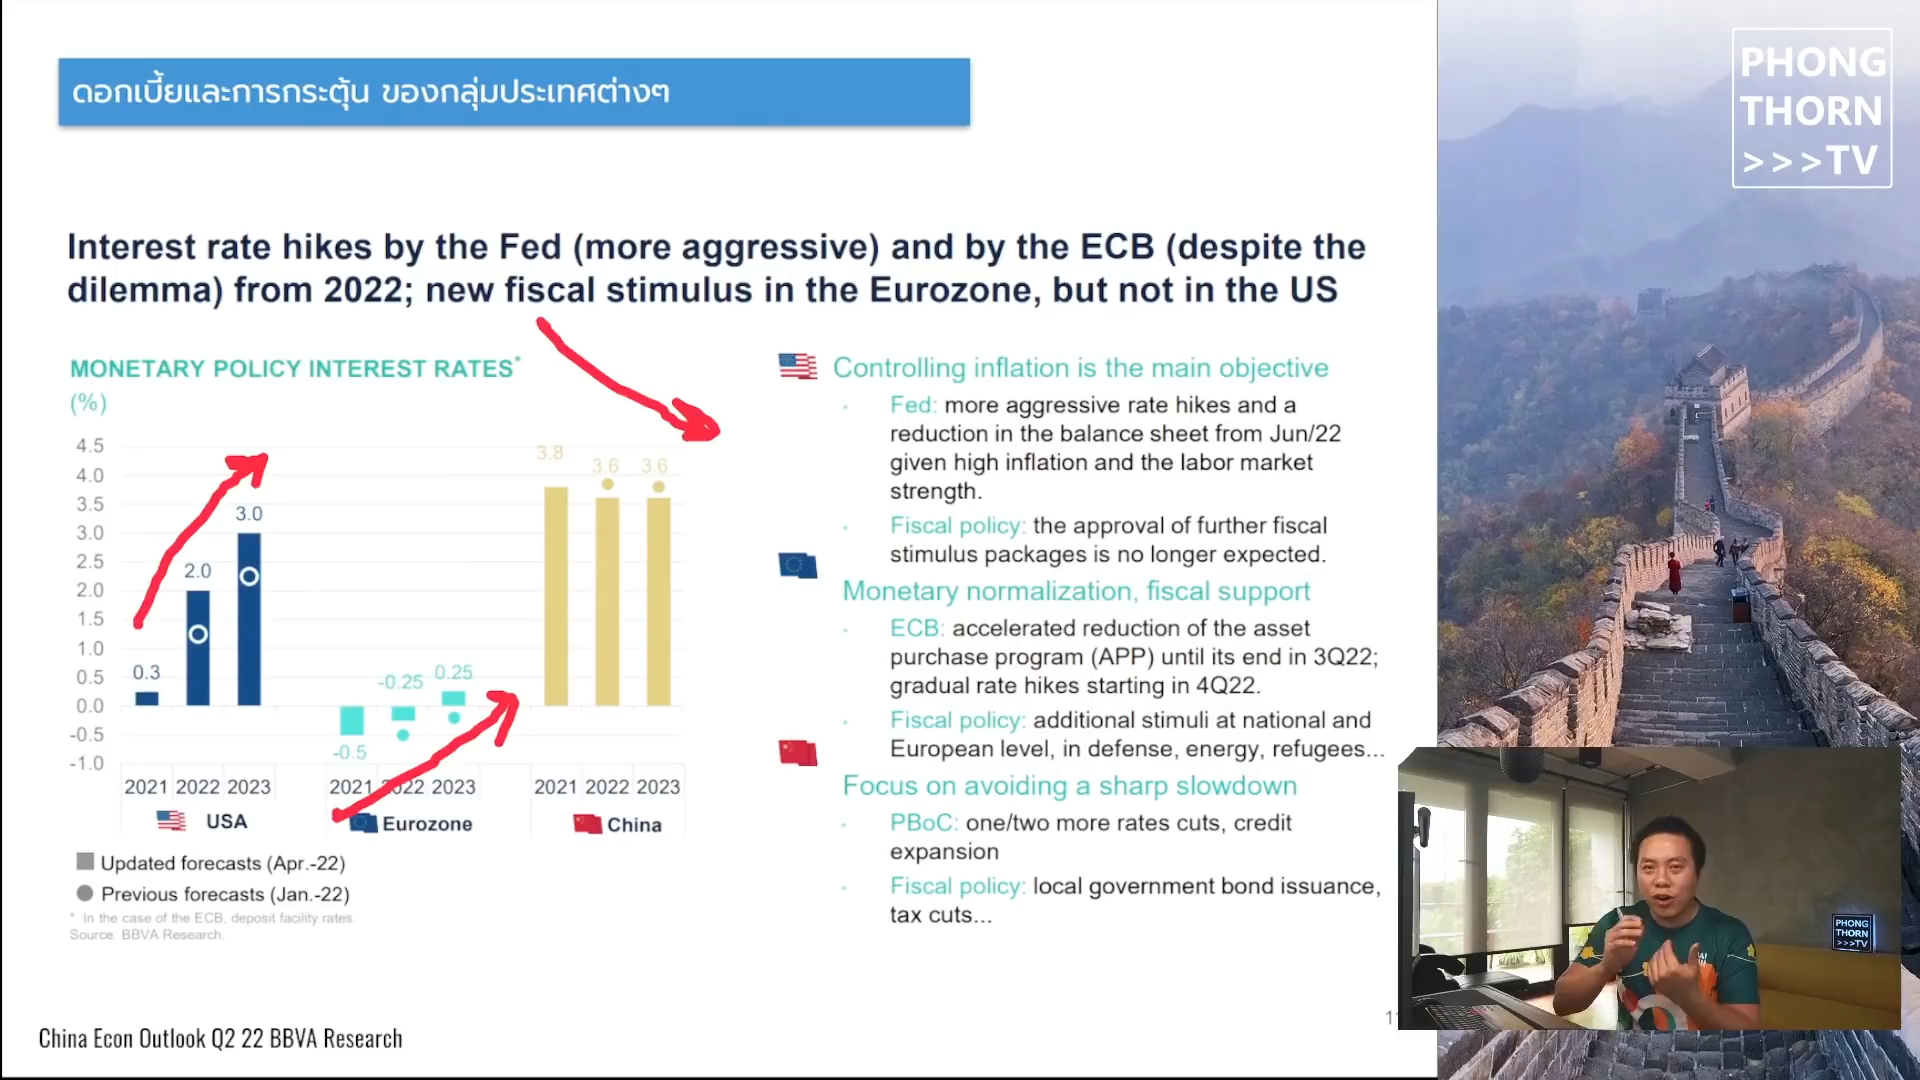 ดอกเบี้ยและการกระตุ้น ของกลุ่มประเทศต่างๆ
PHONG
THORN
>>>TV
Interest rate hikes by the Fed (more aggressive) and by the ECB (despite the
dilemma) from 2022; new fiscal stimulus in the Eurozone, but not in the US
MONETARY POLICY INTEREST RATES*
(%)
4.5
4.0
3.5
3.0
2.5
2.0
1.5
1.0
0.5
0.0
-0.5
-1.0
0.3
2.0
3.0
-0.5
-0.25
0.25
3.8
3.6
3.6
2021 2022 2023
2021 2022 2023
2021 2022 2023
USA
Eurozone
China
Updated forecasts (Apr.-22)
Previous forecasts (Jan.-22)
* In the case of the ECB, deposit facility rates.
Source: BBVA Research.
Controlling inflation is the main objective
Fed: more aggressive rate hikes and a
reduction in the balance sheet from Jun/22
given high inflation and the labor market
strength.
Fiscal policy: the approval of further fiscal
stimulus packages is no longer expected.
Monetary normalization, fiscal support
ECB: accelerated reduction of the asset
purchase program (APP) until its end in 3Q22;
gradual rate hikes starting in 4Q22.
Fiscal policy: additional stimuli at national and
European level, in defense, energy, refugees...
Focus on avoiding a sharp slowdown
PBoC: one/two more rates cuts, credit
expansion
Fiscal policy: local government bond issuance,
tax cuts...
China Econ Outlook Q2 22 BBVA Research
PHONG
THORN
>>>TV